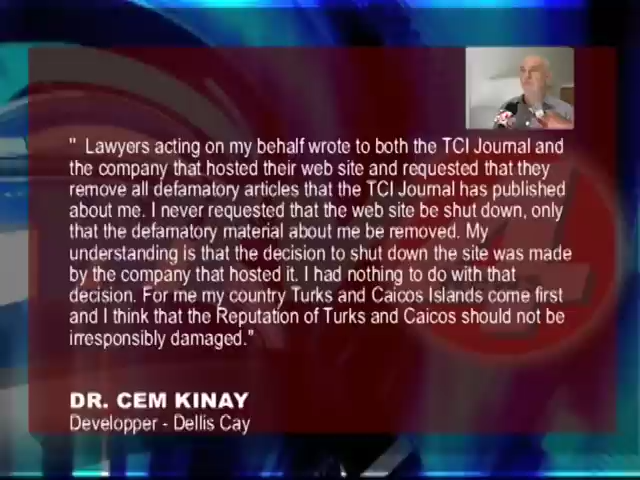 " Lawyers acting on my behalf wrote to both the TCI Journal and
the company that hosted their web site and requested that they
remove all defamatory articles that the TCI Journal has published
about me. I never requested that the web site be shut down, only
that the defamatory material about me be removed. My
understanding is that the decision to shut down the site was made
by the company that hosted it. I had nothing to do with that
decision. For me my country Turks and Caicos Islands come first
and I think that the Reputation of Turks and Caicos should not be
irresponsibly damaged."
DR. CEM KINAY
Developper - Dellis Cay